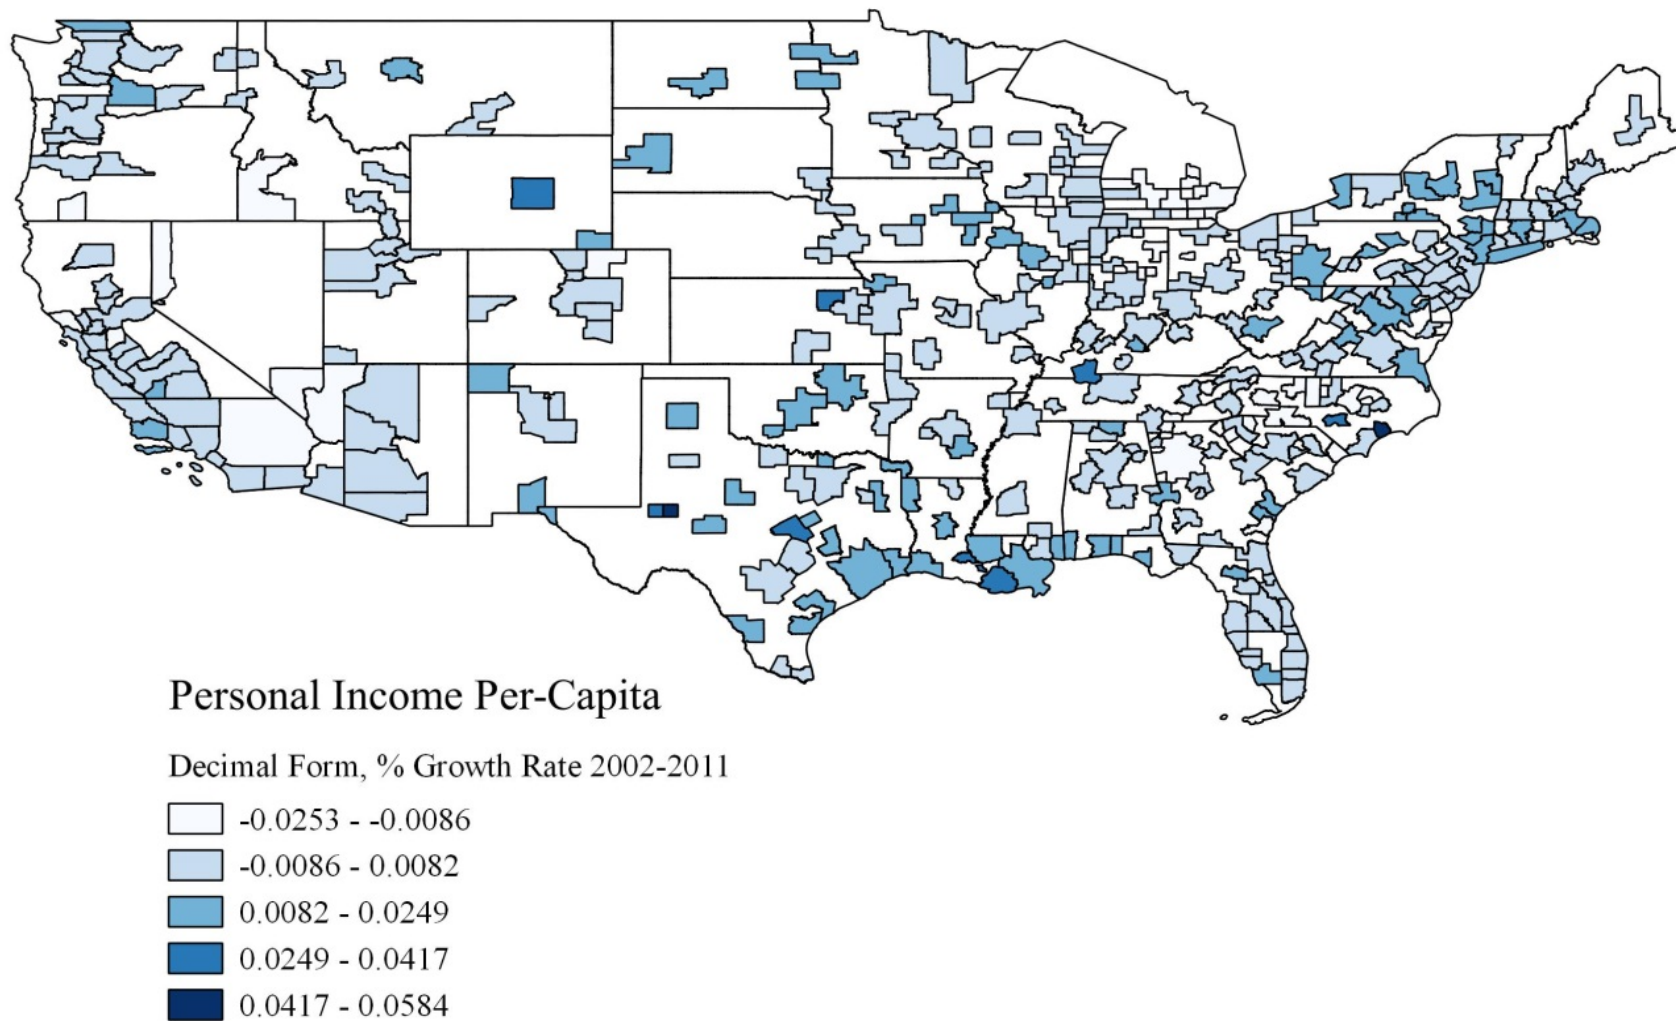 Personal Income Per-Capita
Decimal Form, % Growth Rate 2002-2011
-0.0253 - -0.0086
-0.0086 - 0.0082
0.0082 - 0.0249
0.0249 - 0.0417
0.0417 - 0.0584